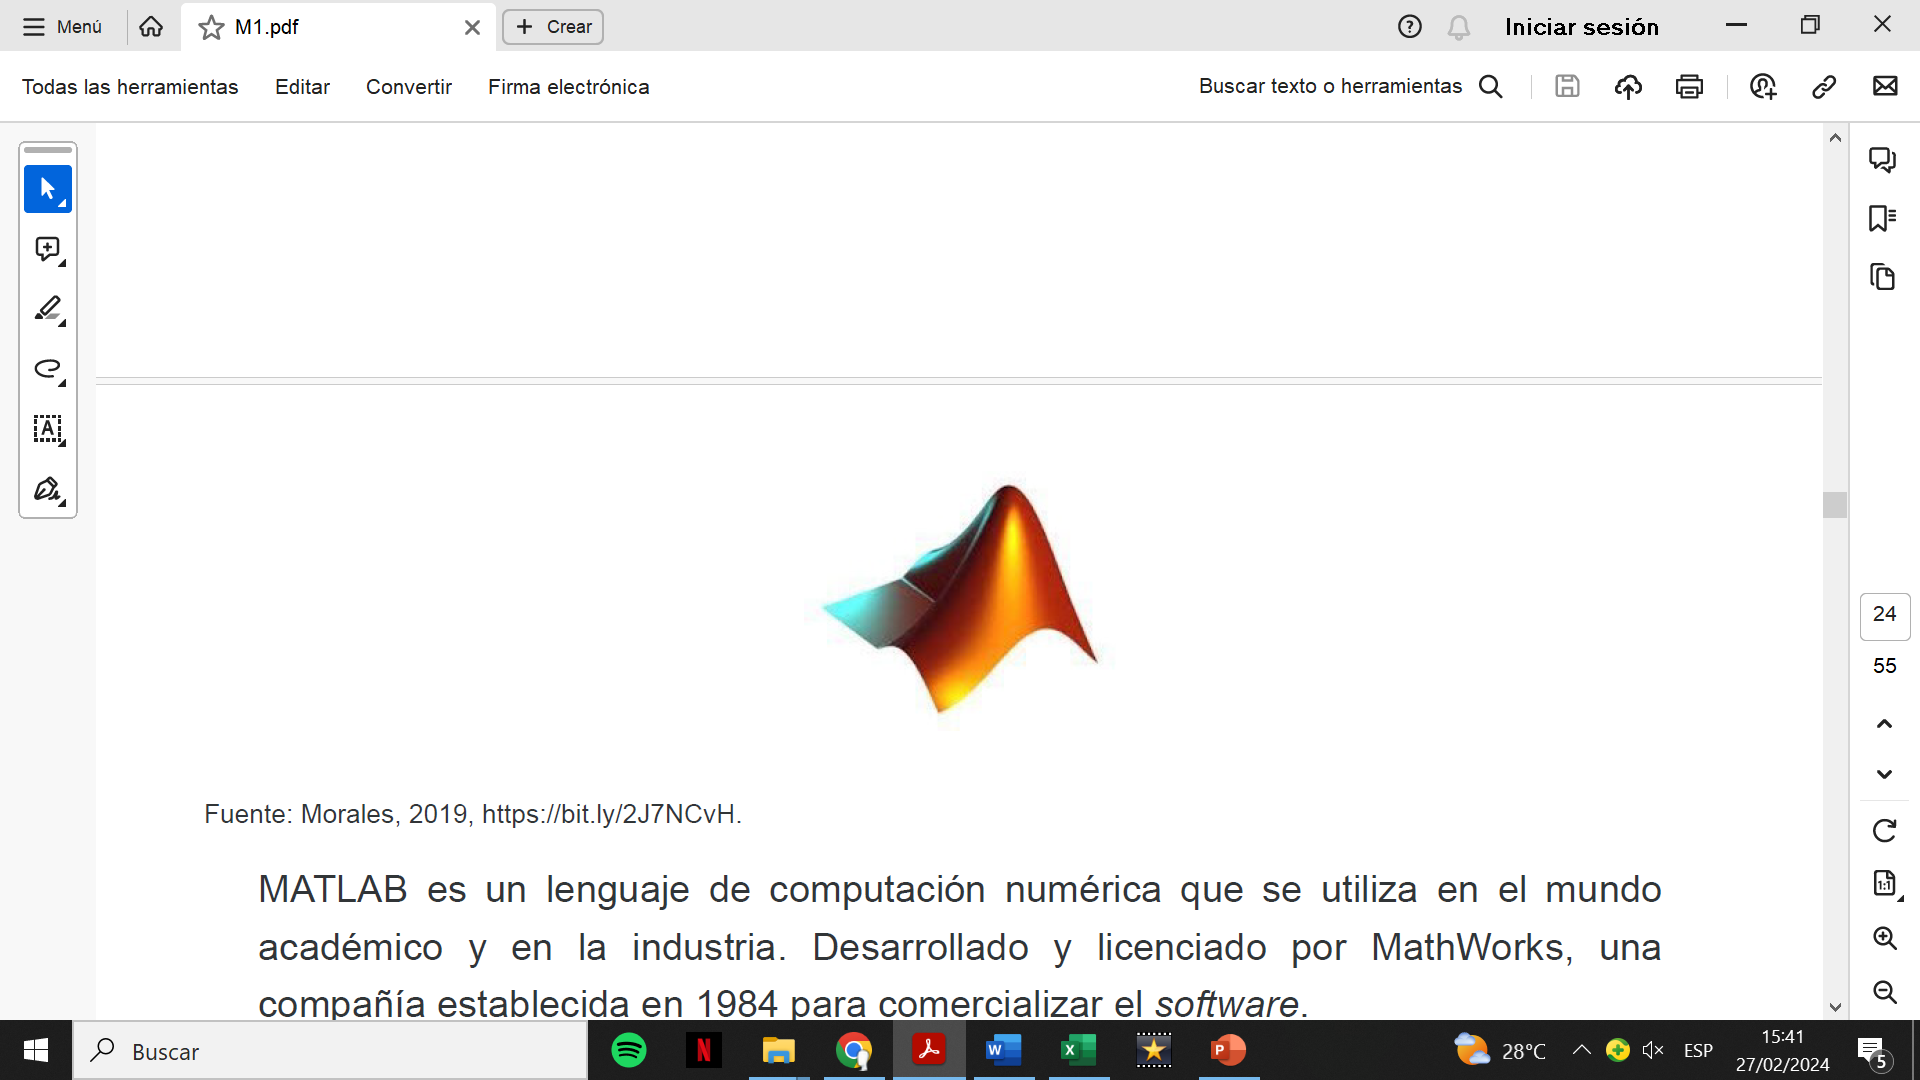 Menú
M1.pdf
Crear
Iniciar sesión
Todas las herramientas
Editar
Convertir
Firma electrónica
Buscar texto o herramientas
A
24
55
1:1
Fuente: Morales, 2019, https://bit.ly/2J7NCvH.
MATLAB es un lenguaje de computación numérica que se utiliza en el mundo
académico y en la industria. Desarrollado y licenciado por MathWorks, una
compañía establecida en 1984 para comercializar el software.
Buscar
N
W
X
P
28°C
ESP
15:41
27/02/2024
5